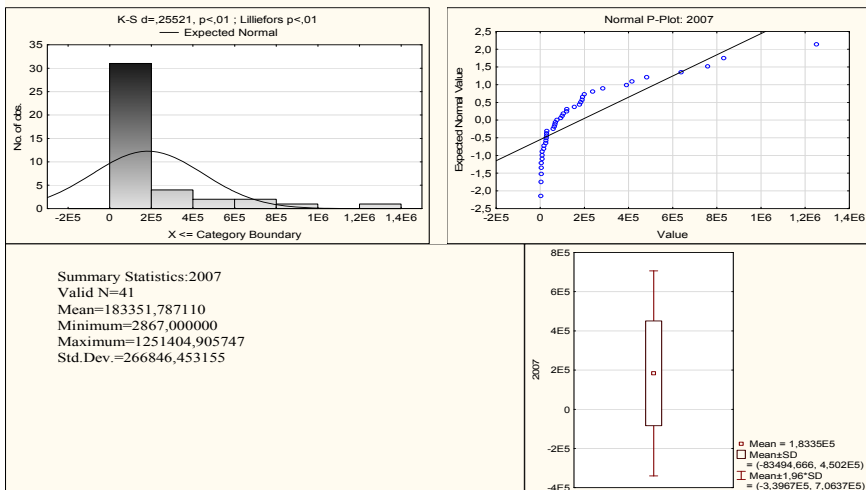 K-S d=,25521, p<,01 ; Lilliefors p<,01
Expected Normal
35
30
25
20
15
10
5
0
No. of obs.
-2E5 0 2E5 4E5 6E5 8E5 1E6 1,2E6 1,4E6
X <= Category Boundary
Normal P-Plot: 2007
2,5
2,0
1,5
1,0
0,5
0,0
-0,5
-1,0
-1,5
-2,0
-2,5
Expected Normal Value
-2E5 0 2E5 4E5 6E5 8E5 1E6 1,2E6
Value
Summary Statistics:2007
Valid N=41
Mean=183351,787110
Minimum=2867,000000
Maximum=1251404,905747
Std.Dev.=266846,453155
8E5
6E5
4E5
2E5
0
-2E5
-4E5
2007
Mean = 1,8335E5
Mean±SD
= (-83494,666, 4,502E5)
Mean±1,96*SD
= (-3,3967E5, 7,0637E5)